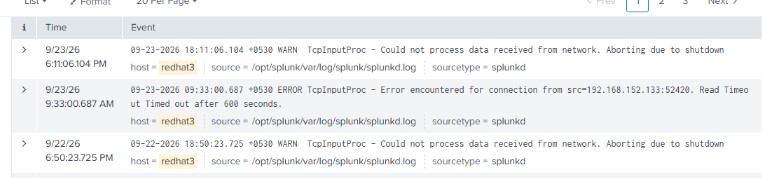 List
Format
20 Per Page
Prev
1
2
3
Next
i
Time
Event
9/23/26
6:11:06.104 PM
09-23-2026 18:11:06.104 +0530 WARN  TcpInputProc - Could not process data received from network. Aborting due to shutdown
host = redhat3 source = /opt/splunk/var/log/splunk/splunkd.log sourcetype = splunkd
9/23/26
9:33:00.687 AM
09-23-2026 09:33:00.687 +0530 ERROR TcpInputProc - Error encountered for connection from src=192.168.152.133:52420. Read Timeo
ut Timed out after 600 seconds.
host = redhat3 source = /opt/splunk/var/log/splunk/splunkd.log sourcetype = splunkd
9/22/26
6:50:23.725 PM
09-22-2026 18:50:23.725 +0530 WARN  TcpInputProc - Could not process data received from network. Aborting due to shutdown
host = redhat3 source = /opt/splunk/var/log/splunk/splunkd.log sourcetype = splunkd